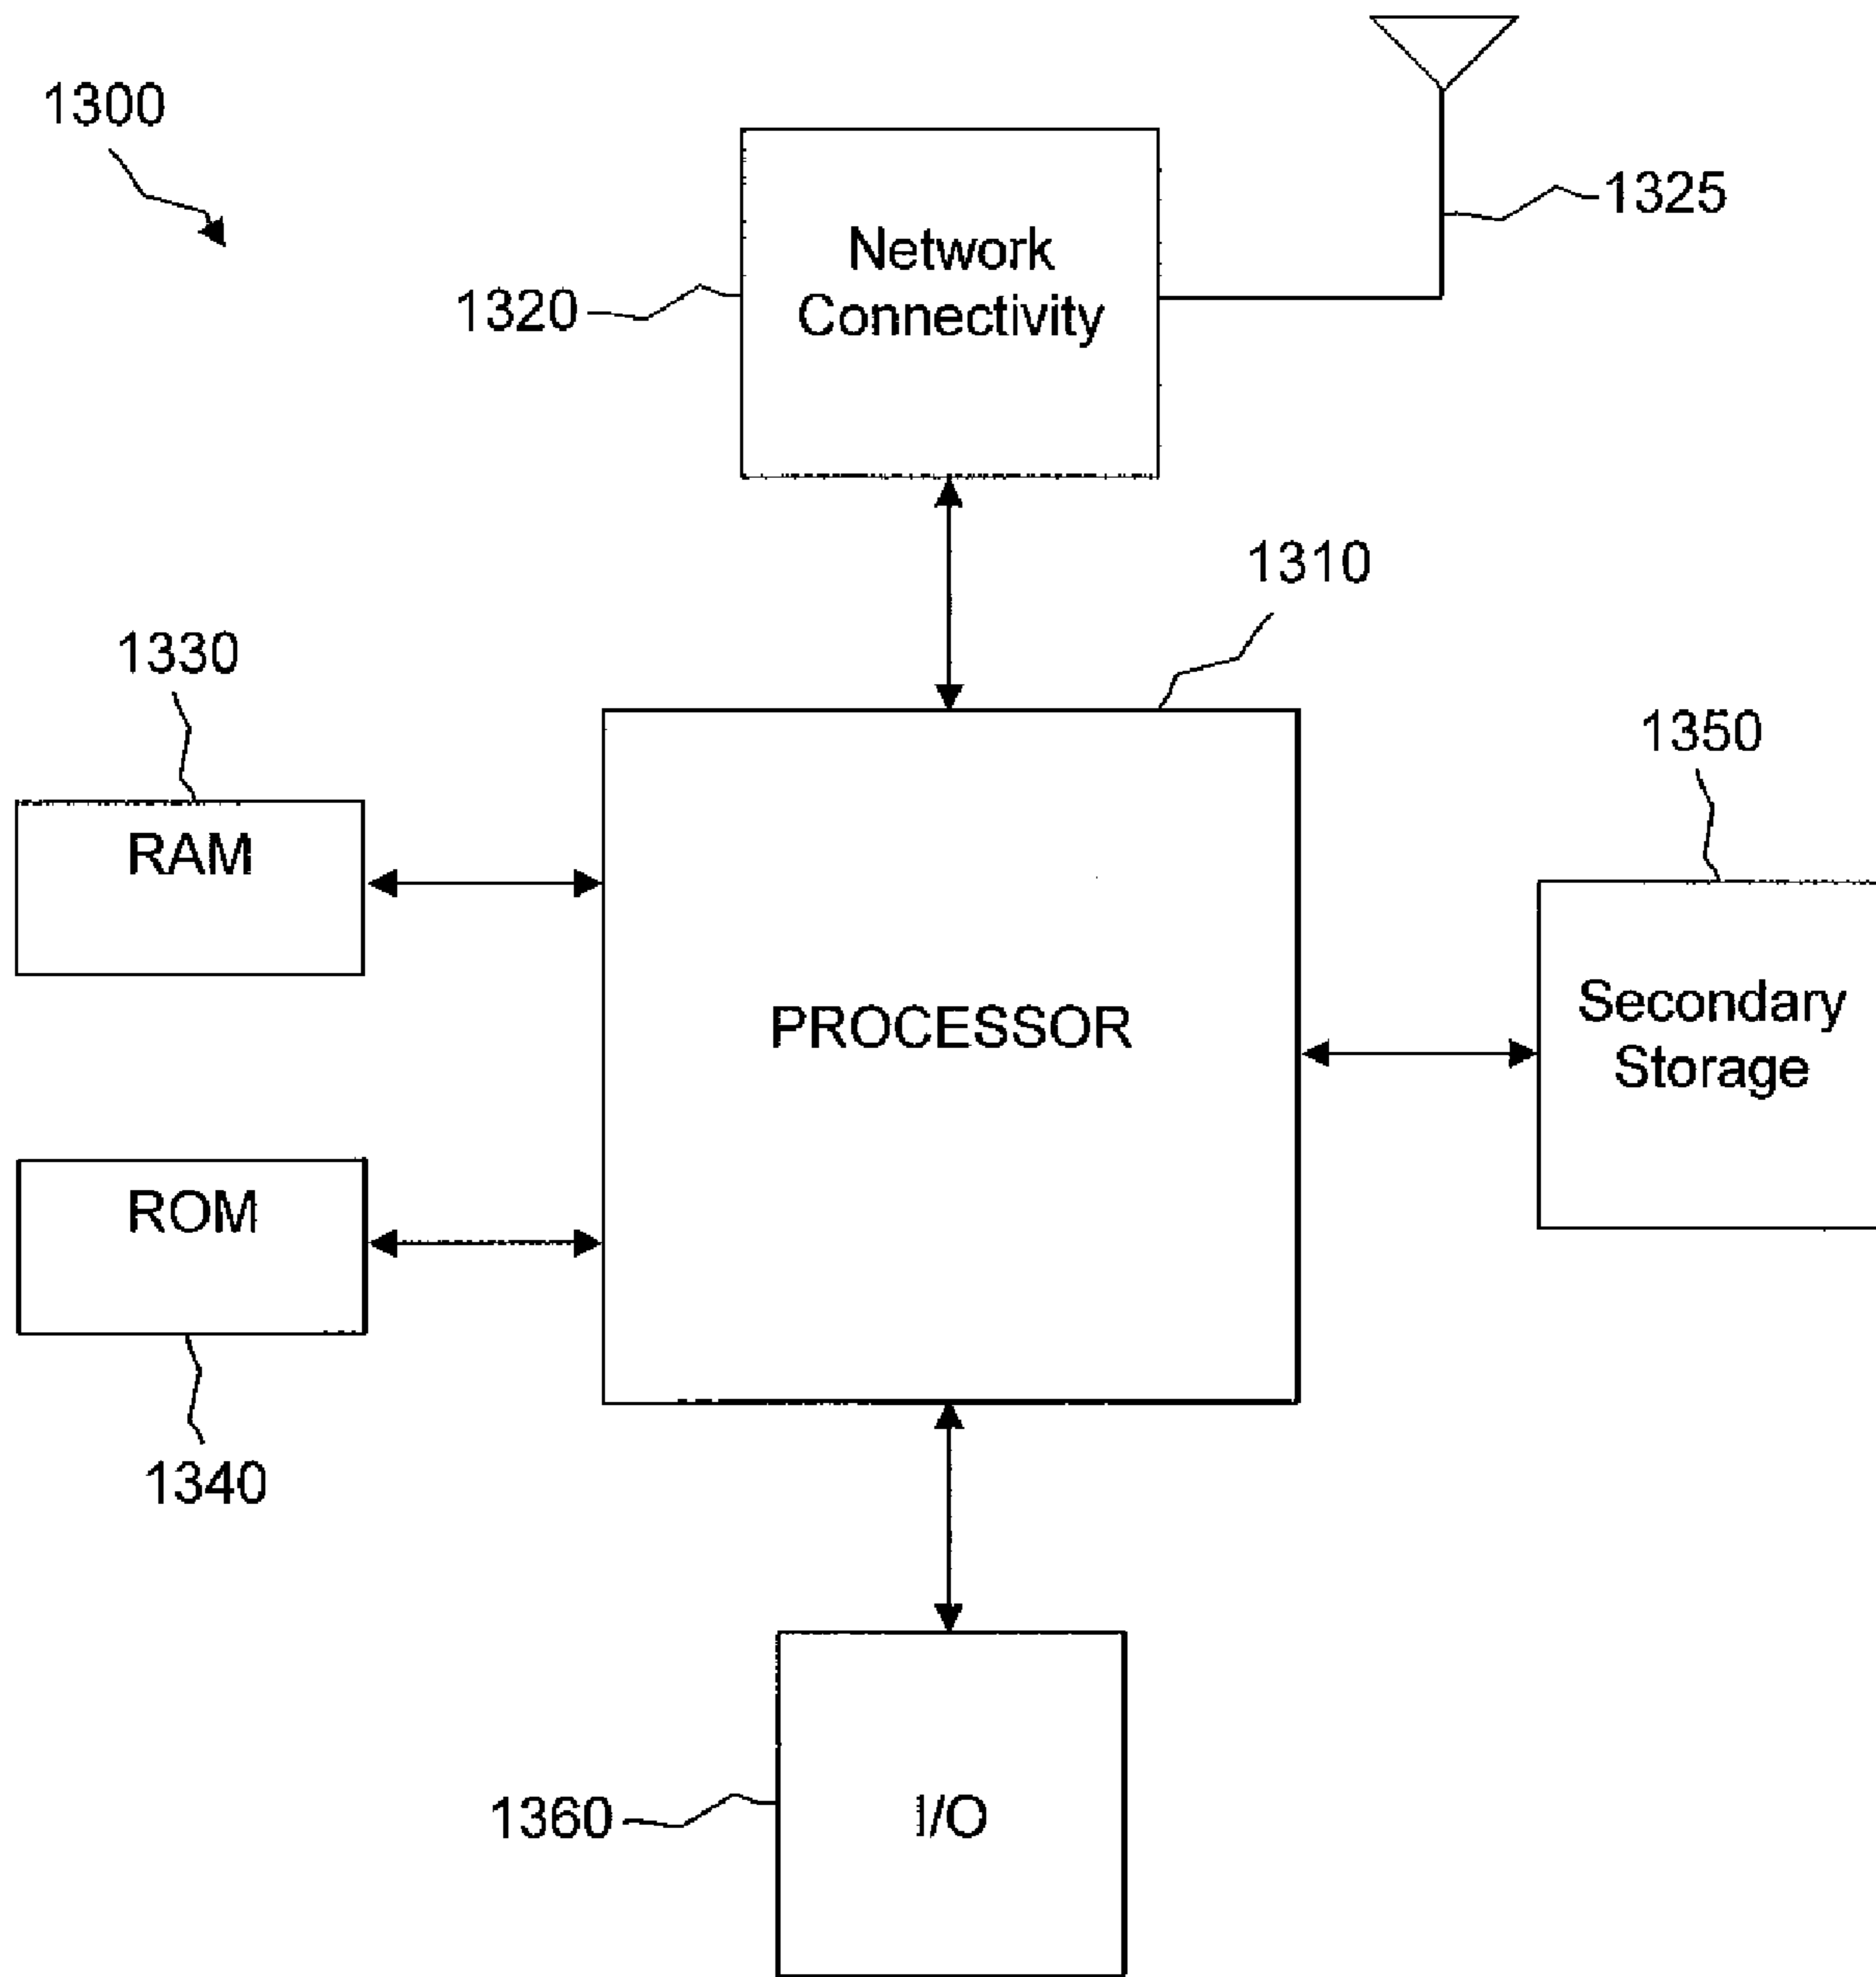 1300
1325
Network
1320
Connectivity
1310
1330
1350
RAM
PROCESSOR
Secondary
Storage
ROM
1340
1360
I/O